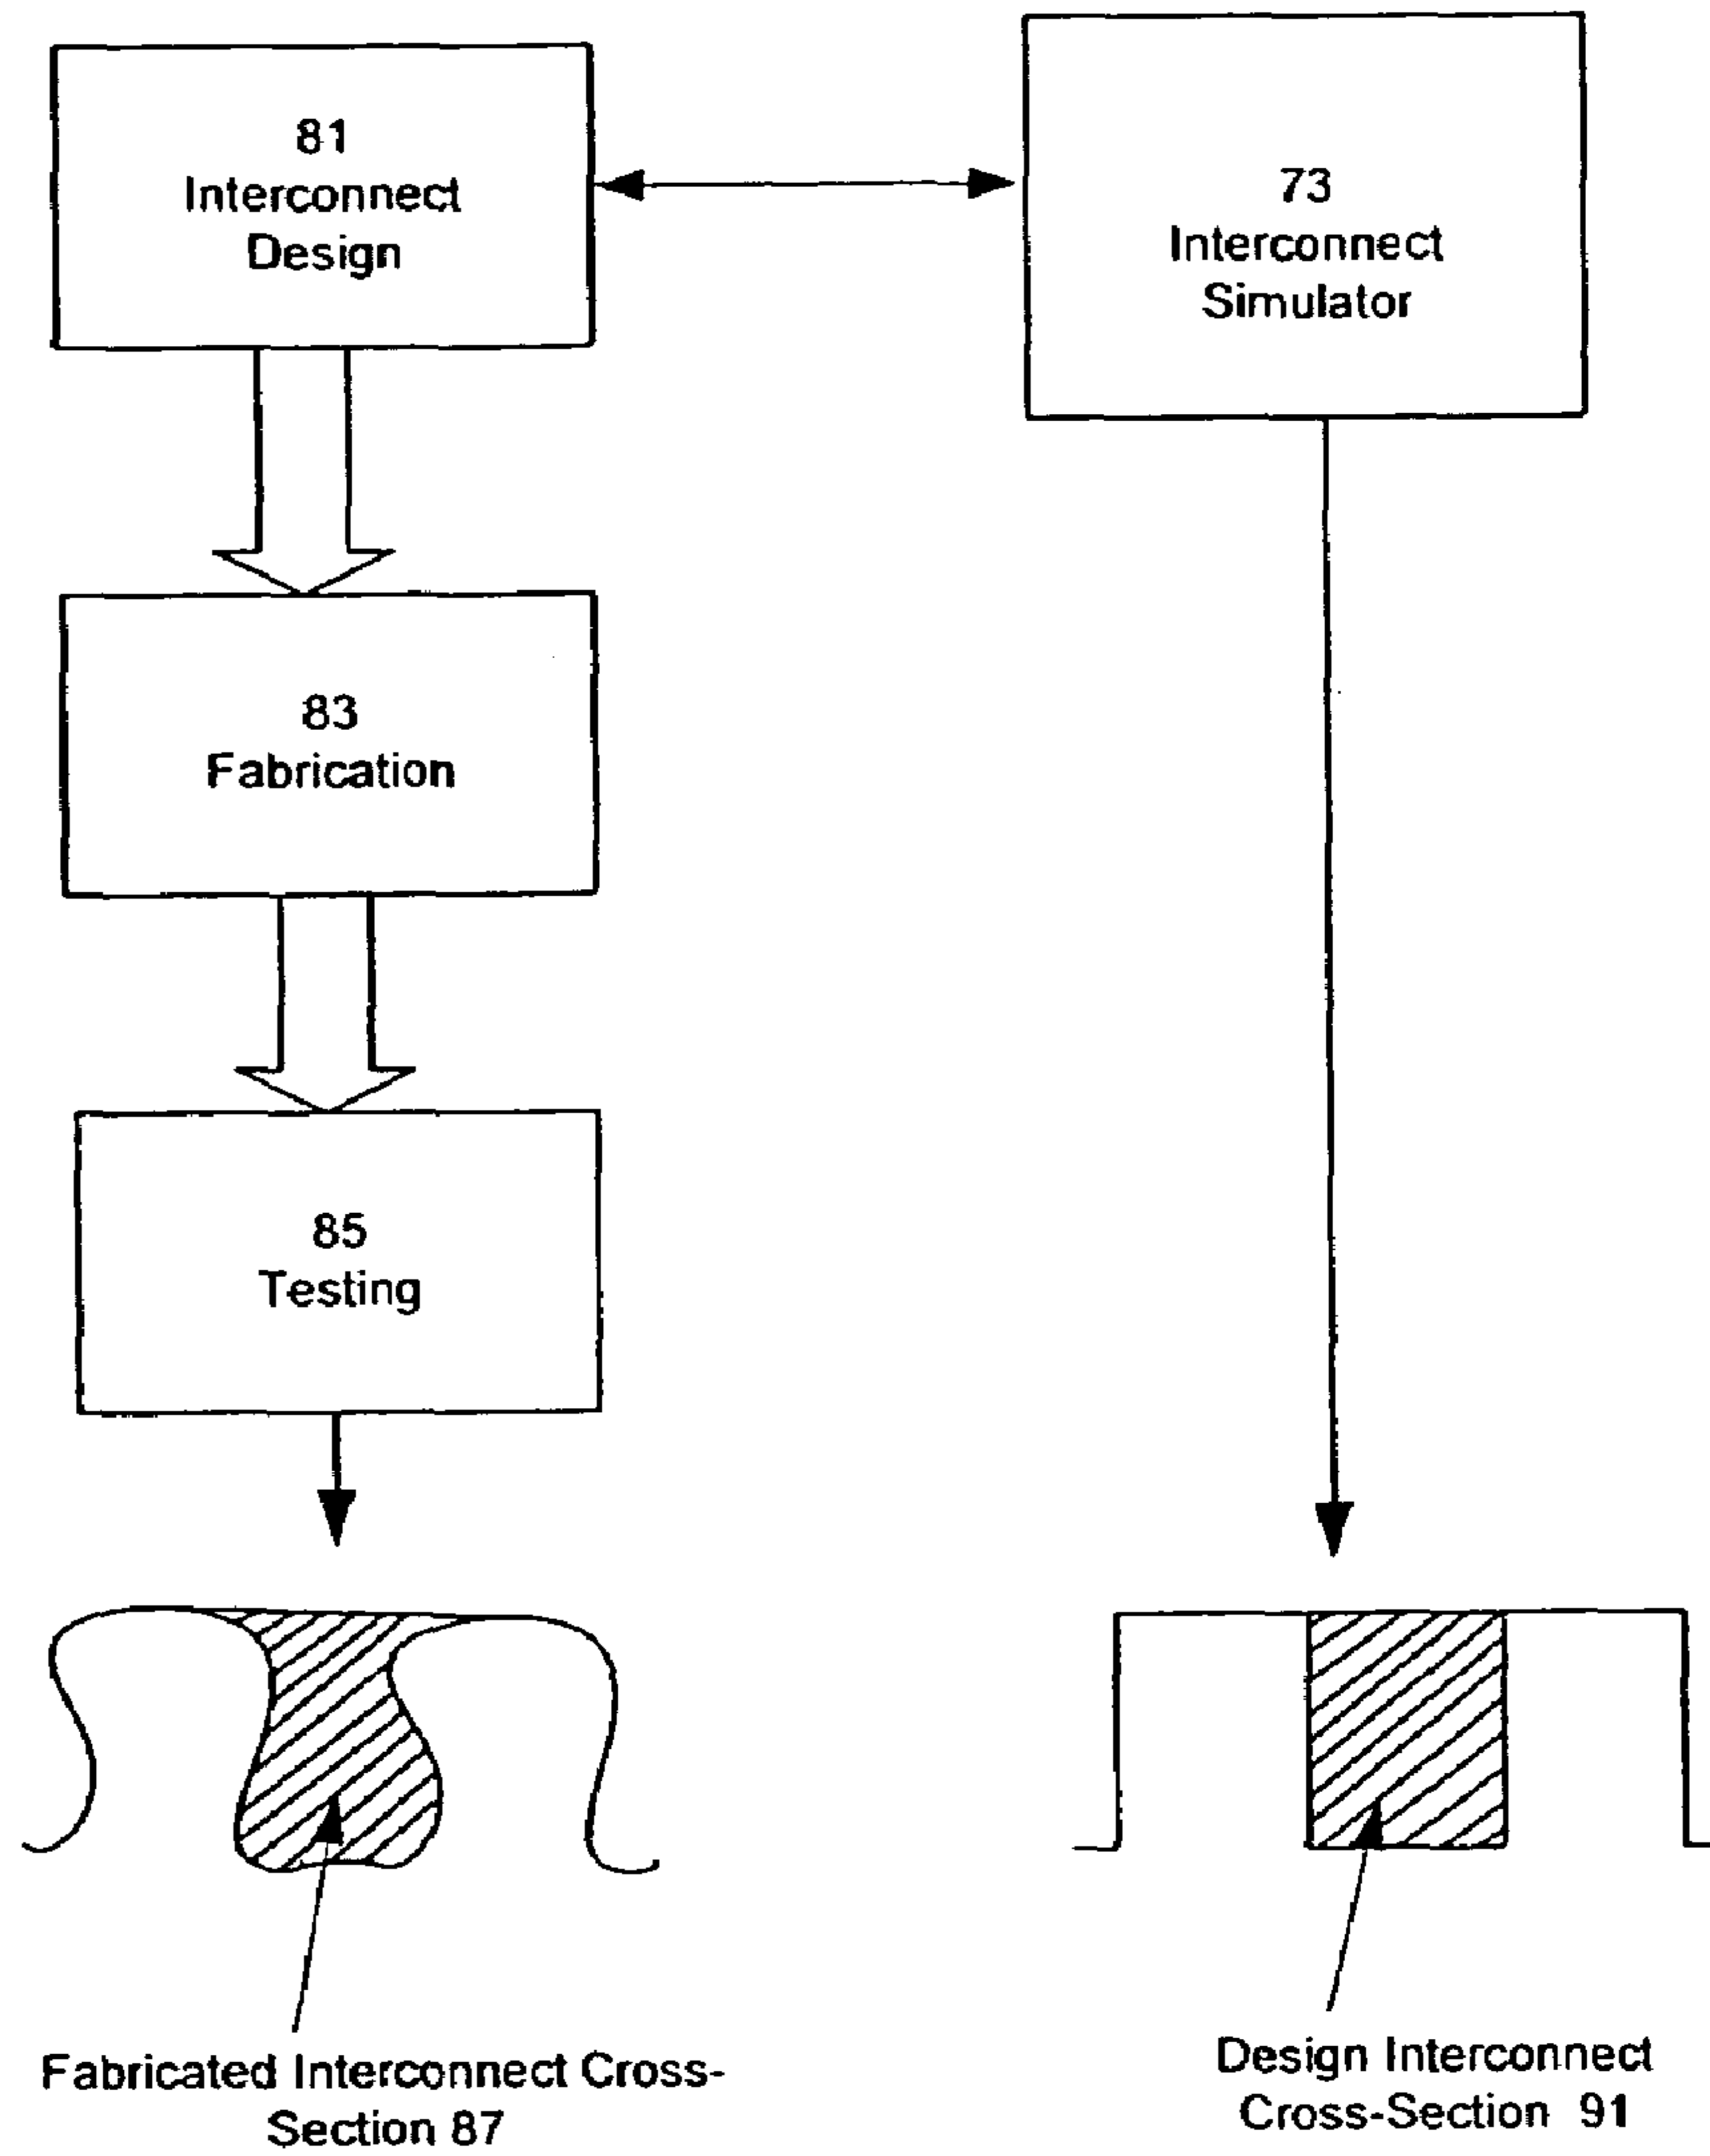 81
Interconnect
Design
73
Interconnect
Simulator
83
Fabrication
85
Testing
Fabricated Interconnect Cross-
Section 87
Design Interconnect
Cross-Section 91